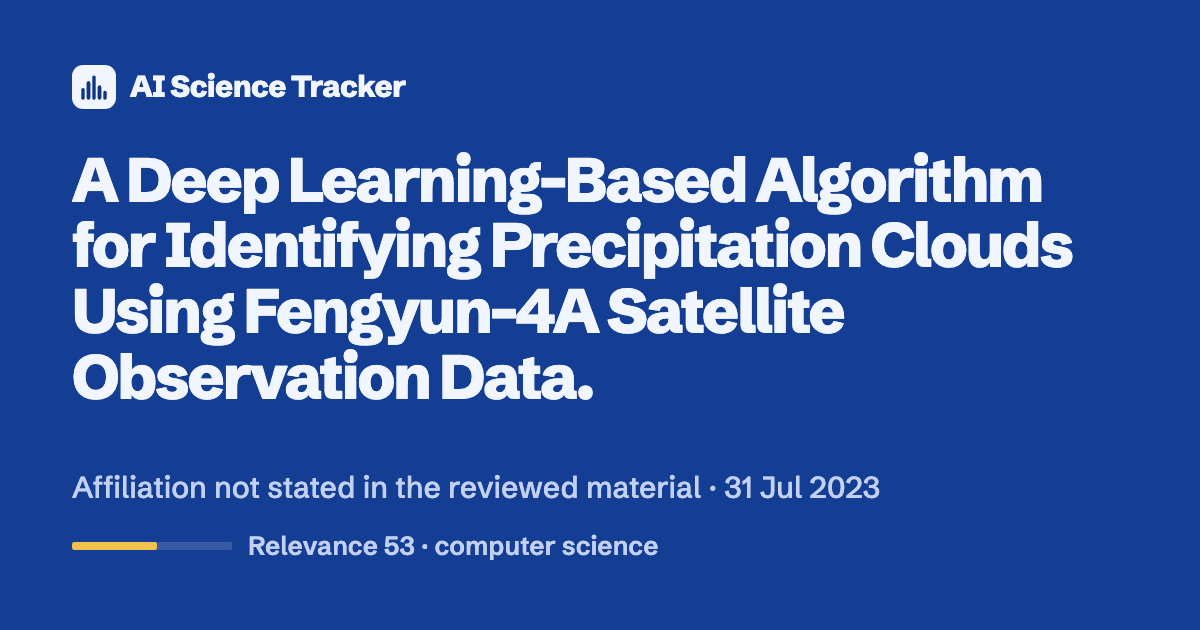 AI Science Tracker
A Deep Learning-Based Algorithm
for Identifying Precipitation Clouds
Using Fengyun-4A Satellite
Observation Data.
Affiliation not stated in the reviewed material · 31 Jul 2023
Relevance 53 · computer science